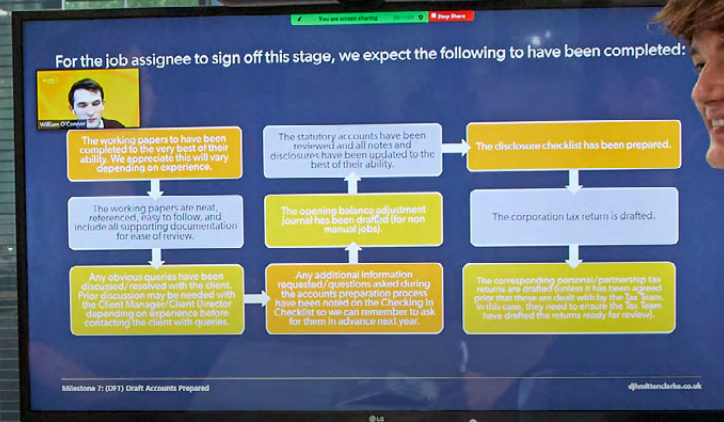 You are screen sharing
Stop Share
For the job assignee to sign off this stage, we expect the following to have been completed:
William O'Connor
The working papers to have been
completed to the very best of their
ability. We appreciate this will vary
depending on experience.
The working papers are neat,
referenced, easy to follow, and
include all supporting documentation
for ease of review.
Any obvious queries have been
discussed/resolved with the client.
Prior discussion may be needed with
the Client Manager/Client Director
depending on experience before
contacting the client with queries.
Any additional information
requested/questions asked during
the accounts preparation process
have been noted on the Checking In
Checklist so we can remember to ask
for them in advance next year.
The opening balance adjustment
journal has been drafted (for non
manual jobs).
The statutory accounts have been
reviewed and all notes and
disclosures have been updated to the
best of their ability.
The disclosure checklist has been prepared.
The corporation tax return is drafted.
The corresponding personal/partnership tax
returns are drafted (unless it has been agreed
prior that these are dealt with by the Tax Team.
In this case, they need to ensure the Tax Team
have drafted the returns ready for review).
Milestone 7: (DFT) Draft Accounts Prepared
djhmittenclarke.co.uk
LG